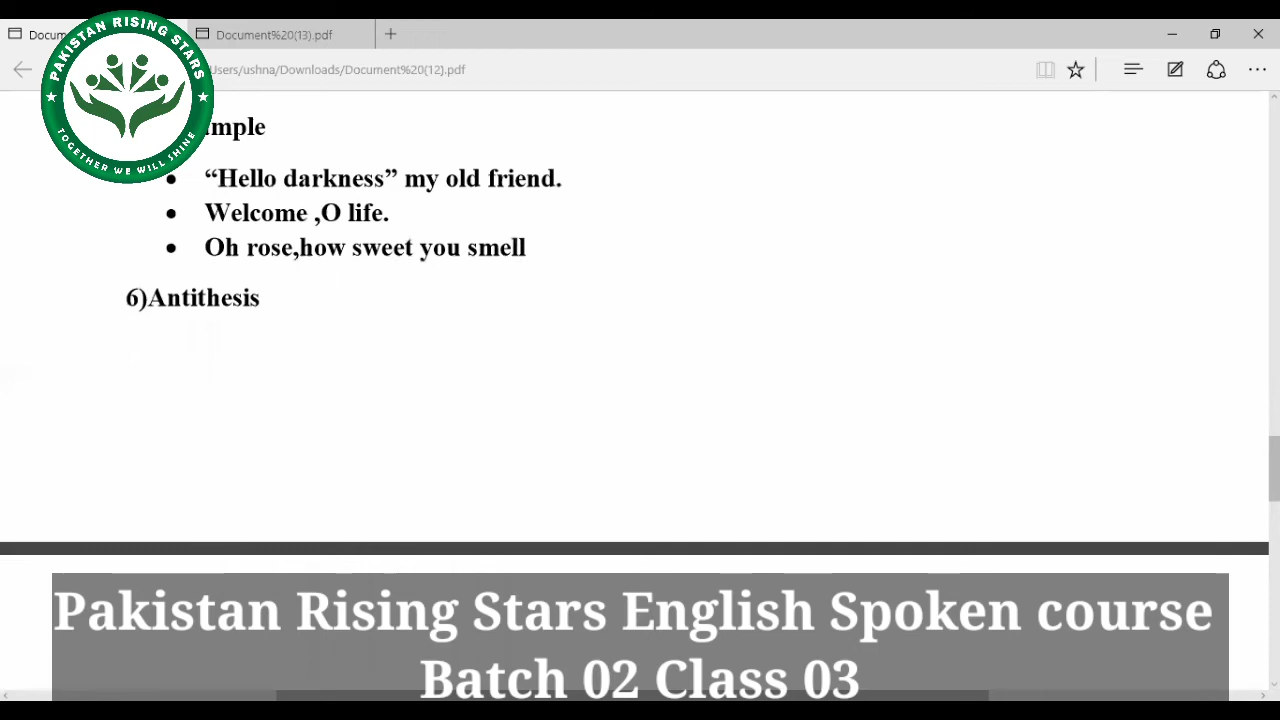 Docum
Document%20(13).pdf
Users/ushna/Downloads/Document%20(12).pdf
PAKISTAN RISING STARS
TOGETHER WE WILL SHINE
mple
“Hello darkness” my old friend.
Welcome ,O life.
Oh rose,how sweet you smell
6)Antithesis
Pakistan Rising Stars English Spoken course
Batch 02 Class 03